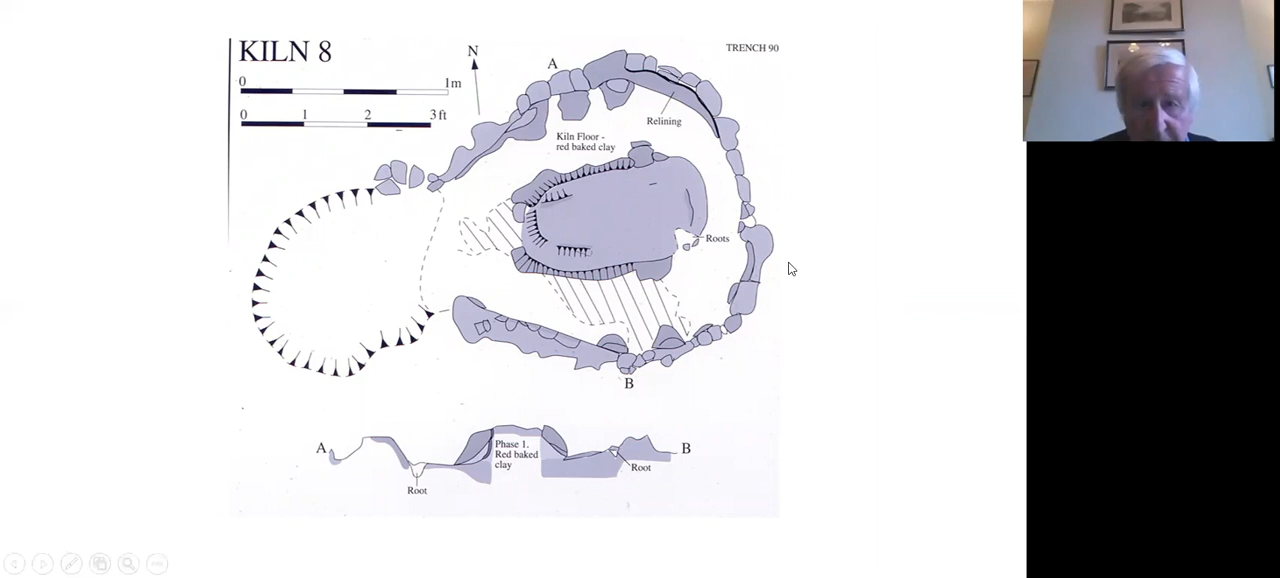 KILN 8
TRENCH 90
N
A
0 1m
0 1 2 3 ft
Relining
Kiln Floor -
red baked clay
Roots
B
A
Phase 1.
Red baked
clay
B
Root
Root